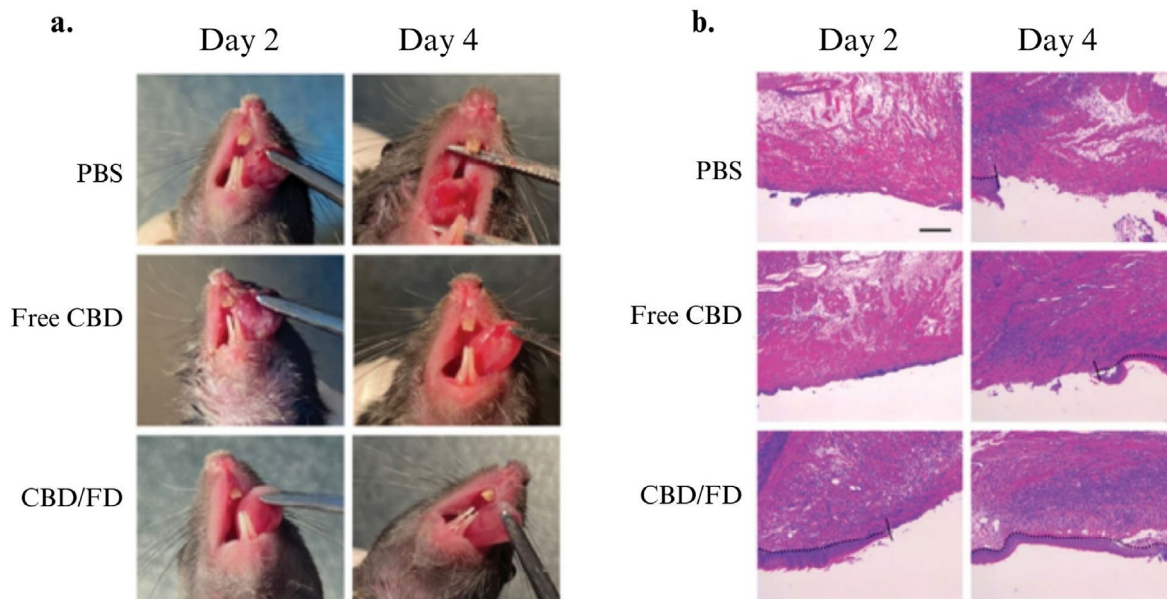 a.
Day 2 Day 4
PBS
Free CBD
CBD/FD
b.
Day 2 Day 4
PBS
Free CBD
CBD/FD